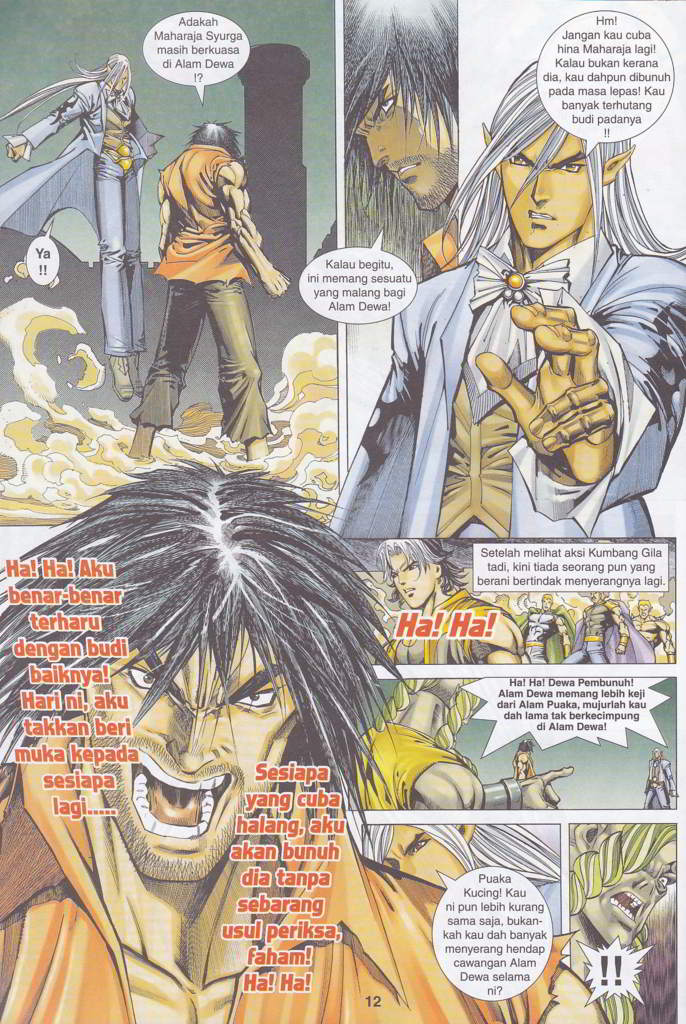 Adakah
Maharaja Syurga
masih berkuasa
di Alam Dewa
!?
Ya
!!
Kalau begitu,
ini memang sesuatu
yang malang bagi
Alam Dewa!
Hm!
Jangan kau cuba
hina Maharaja lagi!
Kalau bukan kerana
dia, kau dahpun dibunuh
pada masa lepas! Kau
banyak terhutang
budi padanya
!!
Ha! Ha! Aku
benar-benar
terharu
dengan budi
baiknya!
Hari ni, aku
takkan beri
muka kepada
sesiapa
lagi.....
Sesiapa
yang cuba
halang, aku
akan bunuh
dia tanpa
sebarang
usul periksa,
faham!
Ha! Ha!
Setelah melihat aksi Kumbang Gila
tadi, kini tiada seorang pun yang
berani bertindak menyerangnya lagi.
Ha! Ha!
Ha! Ha! Dewa Pembunuh!
Alam Dewa memang lebih keji
dari Alam Puaka, mujurlah kau
dah lama tak berkecimpung
di Alam Dewa!
Puaka
Kucing! Kau
ni pun lebih kurang
sama saja, bukan-
kah kau dah banyak
menyerang hendap
cawangan Alam
Dewa selama
ni?
!!
12